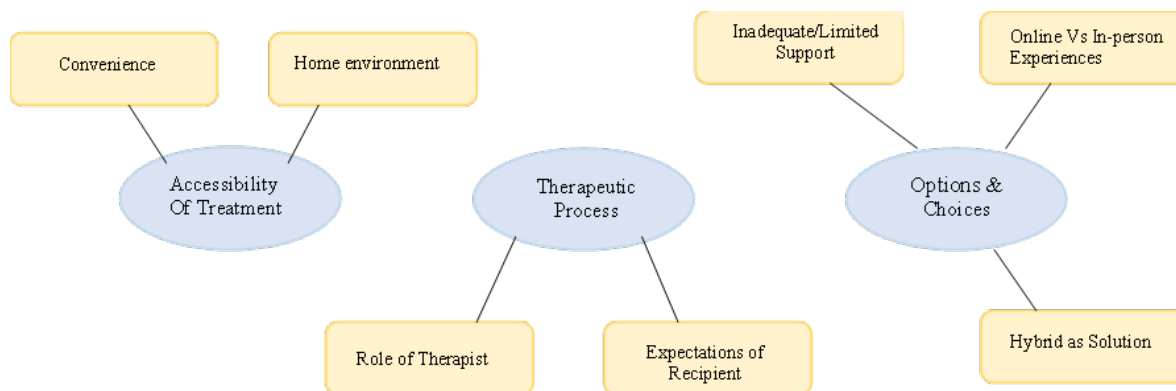 Convenience
Home environment
Inadequate/Limited
Support
Online Vs In-person
Experiences
Accessibility
Of Treatment
Therapeutic
Process
Options &
Choices
Role of Therapist
Expectations of
Recipient
Hybrid as Solution